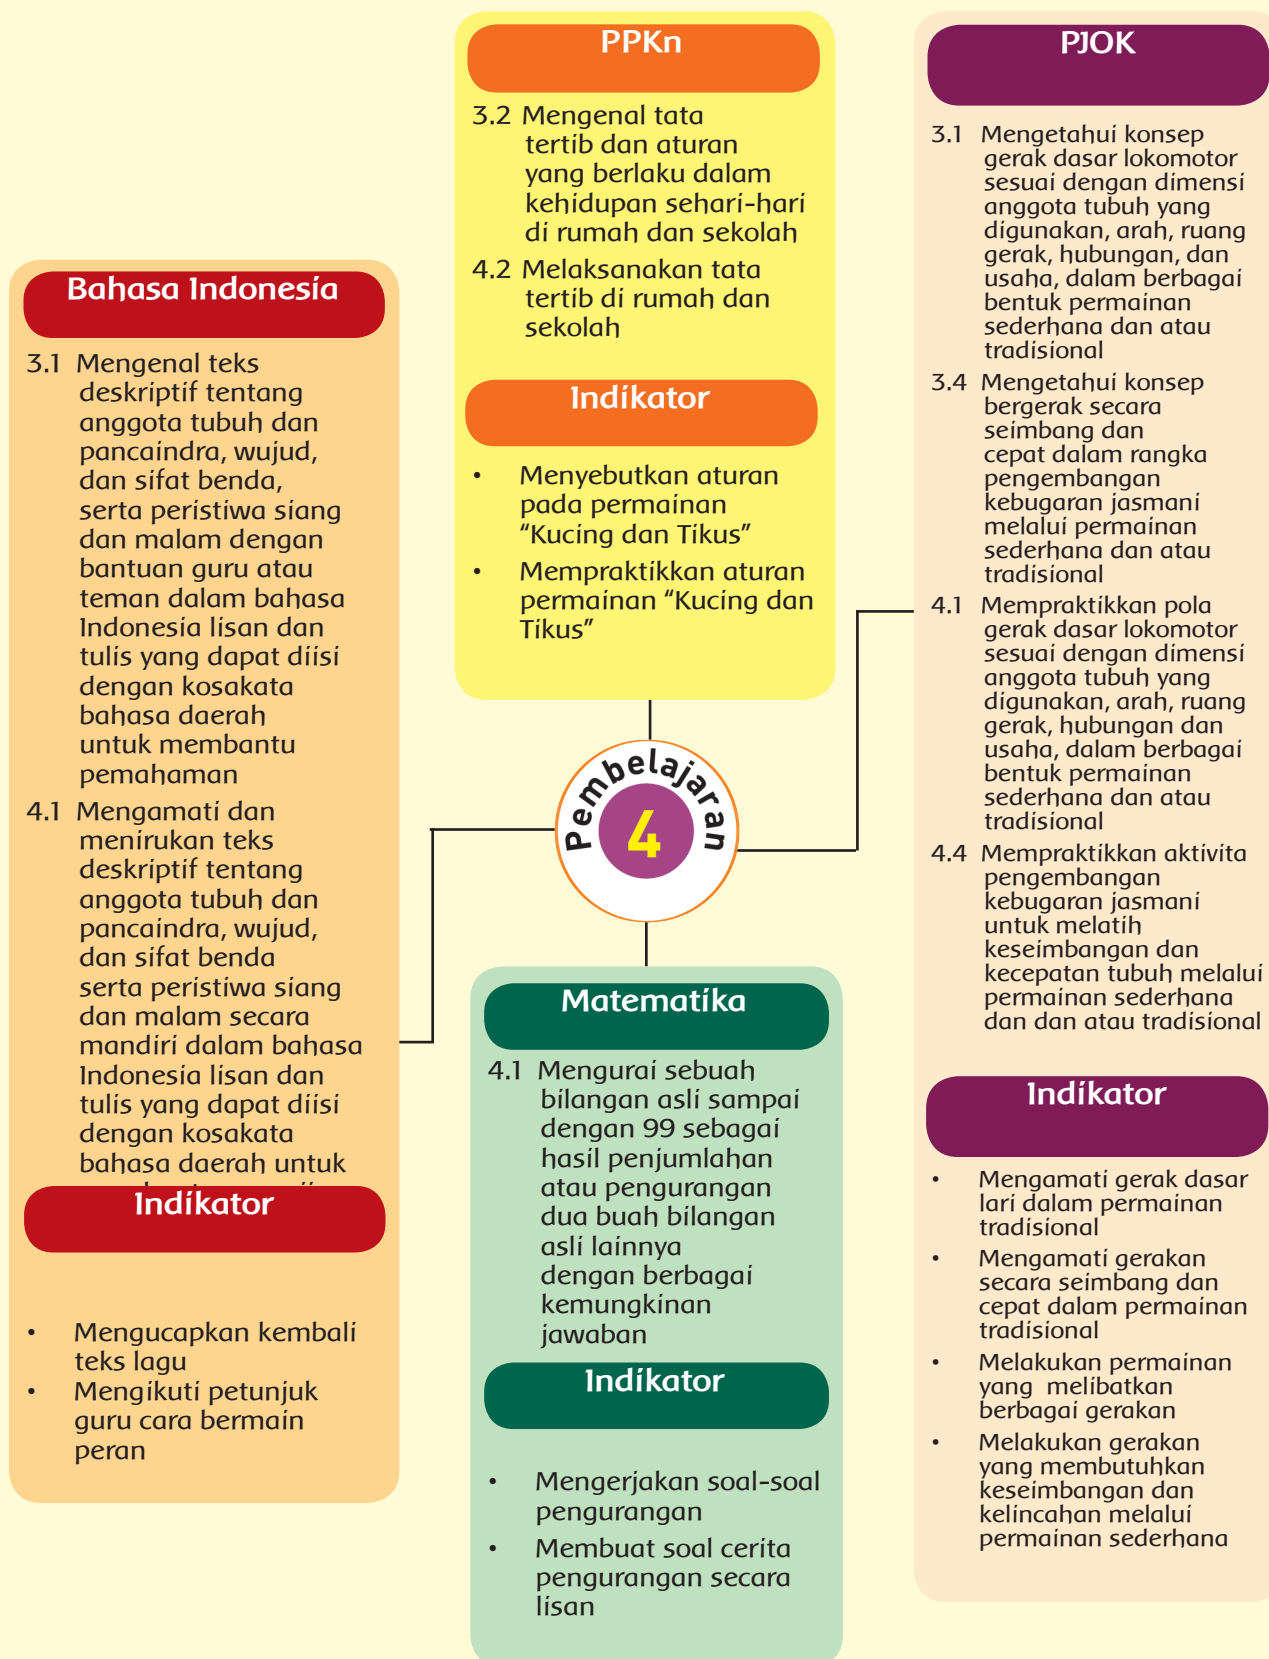 PPKn
3.2 Mengenal tata
tertib dan aturan
yang berlaku dalam
kehidupan sehari-hari
di rumah dan sekolah
4.2 Melaksanakan tata
tertib di rumah dan
sekolah
Indikator
• Menyebutkan aturan
pada permainan
“Kucing dan Tikus”
• Mempraktikkan aturan
permainan “Kucing dan
Tikus”
PJOK
3.1 Mengetahui konsep
gerak dasar lokomotor
sesuai dengan dimensi
anggota tubuh yang
digunakan, arah, ruang
gerak, hubungan, dan
usaha, dalam berbagai
bentuk permainan
sederhana dan atau
tradisional
3.4 Mengetahui konsep
bergerak secara
seimbang dan
cepat dalam rangka
pengembangan
kebugaran jasmani
melalui permainan
sederhana dan atau
tradisional
4.1 Mempraktikkan pola
gerak dasar lokomotor
sesuai dengan dimensi
anggota tubuh yang
digunakan, arah, ruang
gerak, hubungan dan
usaha, dalam berbagai
bentuk permainan
sederhana dan atau
tradisional
4.4 Mempraktikkan aktivita
pengembangan
kebugaran jasmani
untuk melatih
keseimbangan dan
kecepatan tubuh melalui
permainan sederhana
dan dan atau tradisional
Indikator
• Mengamati gerak dasar
lari dalam permainan
tradisional
• Mengamati gerakan
secara seimbang dan
cepat dalam permainan
tradisional
• Melakukan permainan
yang melibatkan
berbagai gerakan
• Melakukan gerakan
yang membutuhkan
keseimbangan dan
kelincahan melalui
permainan sederhana
Bahasa Indonesia
3.1 Mengenal teks
deskriptif tentang
anggota tubuh dan
pancaindra, wujud,
dan sifat benda,
serta peristiwa siang
dan malam dengan
bantuan guru atau
teman dalam bahasa
Indonesia lisan dan
tulis yang dapat diisi
dengan kosakata
bahasa daerah
untuk membantu
pemahaman
4.1 Mengamati dan
menirukan teks
deskriptif tentang
anggota tubuh dan
pancaindra, wujud,
dan sifat benda
serta peristiwa siang
dan malam secara
mandiri dalam bahasa
Indonesia lisan dan
tulis yang dapat diisi
dengan kosakata
bahasa daerah untuk
Indikator
• Mengucapkan kembali
teks lagu
• Mengikuti petunjuk
guru cara bermain
peran
Pembelajaran
4
Matematika
4.1 Mengurai sebuah
bilangan asli sampai
dengan 99 sebagai
hasil penjumlahan
atau pengurangan
dua buah bilangan
asli lainnya
dengan berbagai
kemungkinan
jawaban
Indikator
• Mengerjakan soal-soal
pengurangan
• Membuat soal cerita
pengurangan secara
lisan